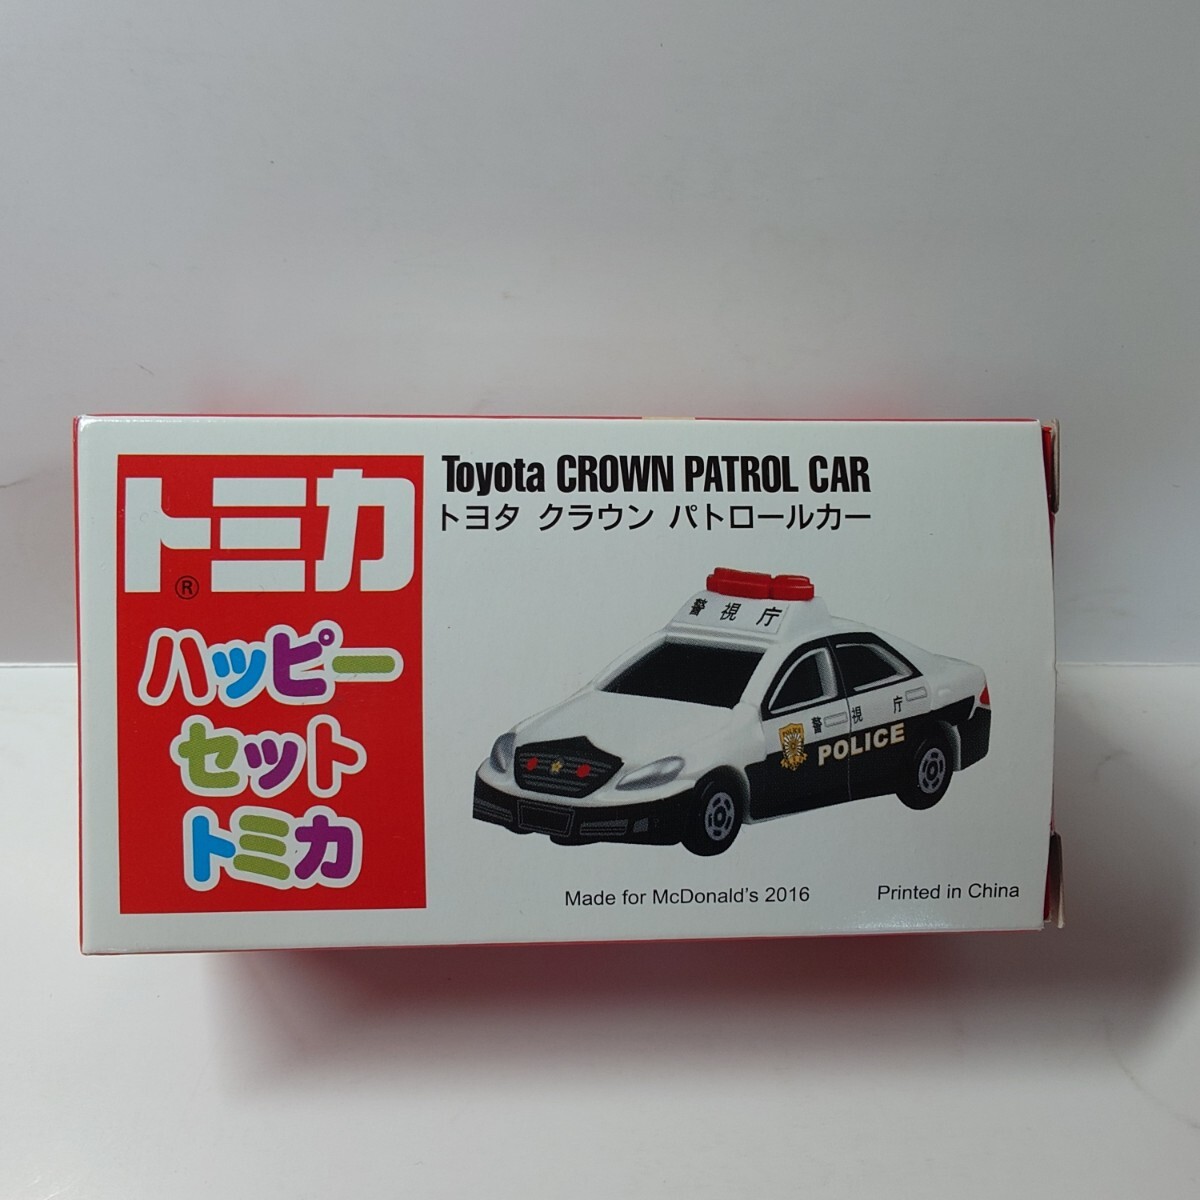 トミカ
®
ハッピー
セット
トミカ
Toyota CROWN PATROL CAR
トヨタ クラウン パトロールカー
警視庁
警視庁
POLICE
Made for McDonald's 2016
Printed in China